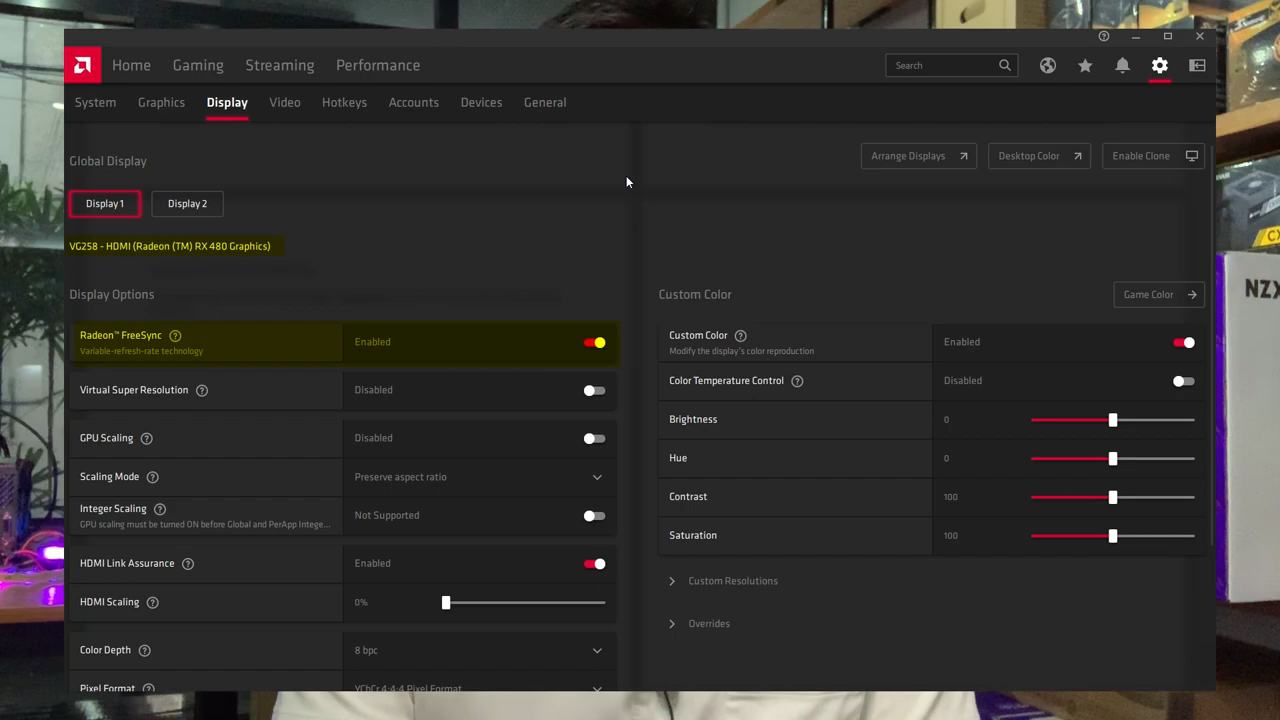 Home
Gaming
Streaming
Performance
Search
System
Graphics
Display
Video
Hotkeys
Accounts
Devices
General
Global Display
Arrange Displays
Desktop Color
Enable Clone
Display 1
Display 2
VG258 - HDMI (Radeon (TM) RX 480 Graphics)
Display Options
Radeon™ FreeSync
Variable-refresh-rate technology
Enabled
Virtual Super Resolution
Disabled
GPU Scaling
Disabled
Scaling Mode
Preserve aspect ratio
Integer Scaling
GPU scaling must be turned ON before Global and PerApp Intege...
Not Supported
HDMI Link Assurance
Enabled
HDMI Scaling
0%
Color Depth
8 bpc
Pixel Format
YCbCr 4:4:4 Pixel Format
Custom Color
Game Color
Custom Color
Modify the display's color reproduction
Enabled
Color Temperature Control
Disabled
Brightness
0
Hue
0
Contrast
100
Saturation
100
Custom Resolutions
Overrides
NZX